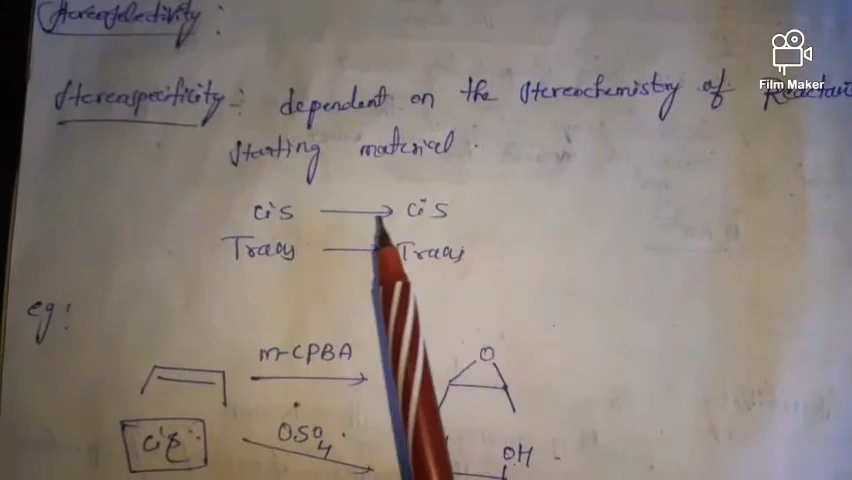 Stereoselectivity :
Film Maker
Stereospecificity :- dependent on the stereochemistry of
starting material .
cis → cis
Trans → Trans
eg :
m-CPBA
O
cis
OsO4
OH